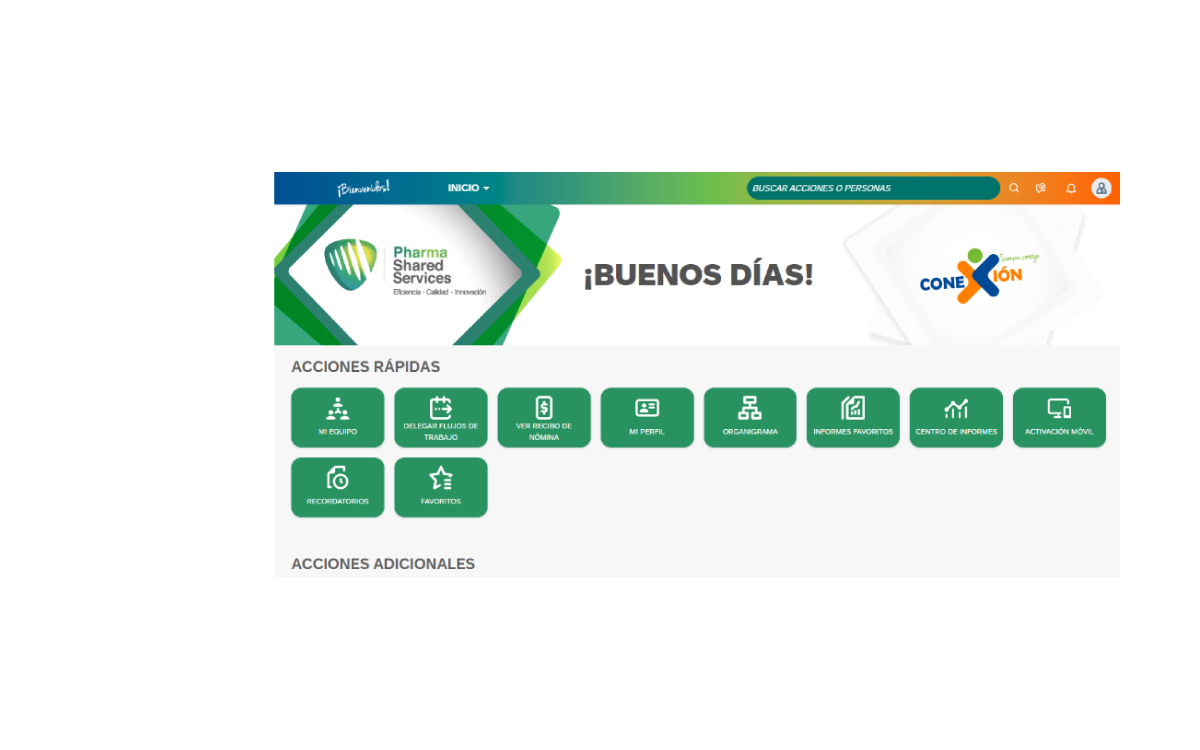 ¡Bienvenidos!
INICIO
BUSCAR ACCIONES O PERSONAS
Pharma
Shared
Services
Eficiencia - Calidad - Innovación
¡BUENOS DÍAS!
Siempre contigo
CONEXIÓN
ACCIONES RÁPIDAS
MI EQUIPO
DELEGAR FLUJOS DE
TRABAJO
VER RECIBO DE
NÓMINA
MI PERFIL
ORGANIGRAMA
INFORMES FAVORITOS
CENTRO DE INFORMES
ACTIVACIÓN MÓVIL
RECORDATORIOS
FAVORITOS
ACCIONES ADICIONALES